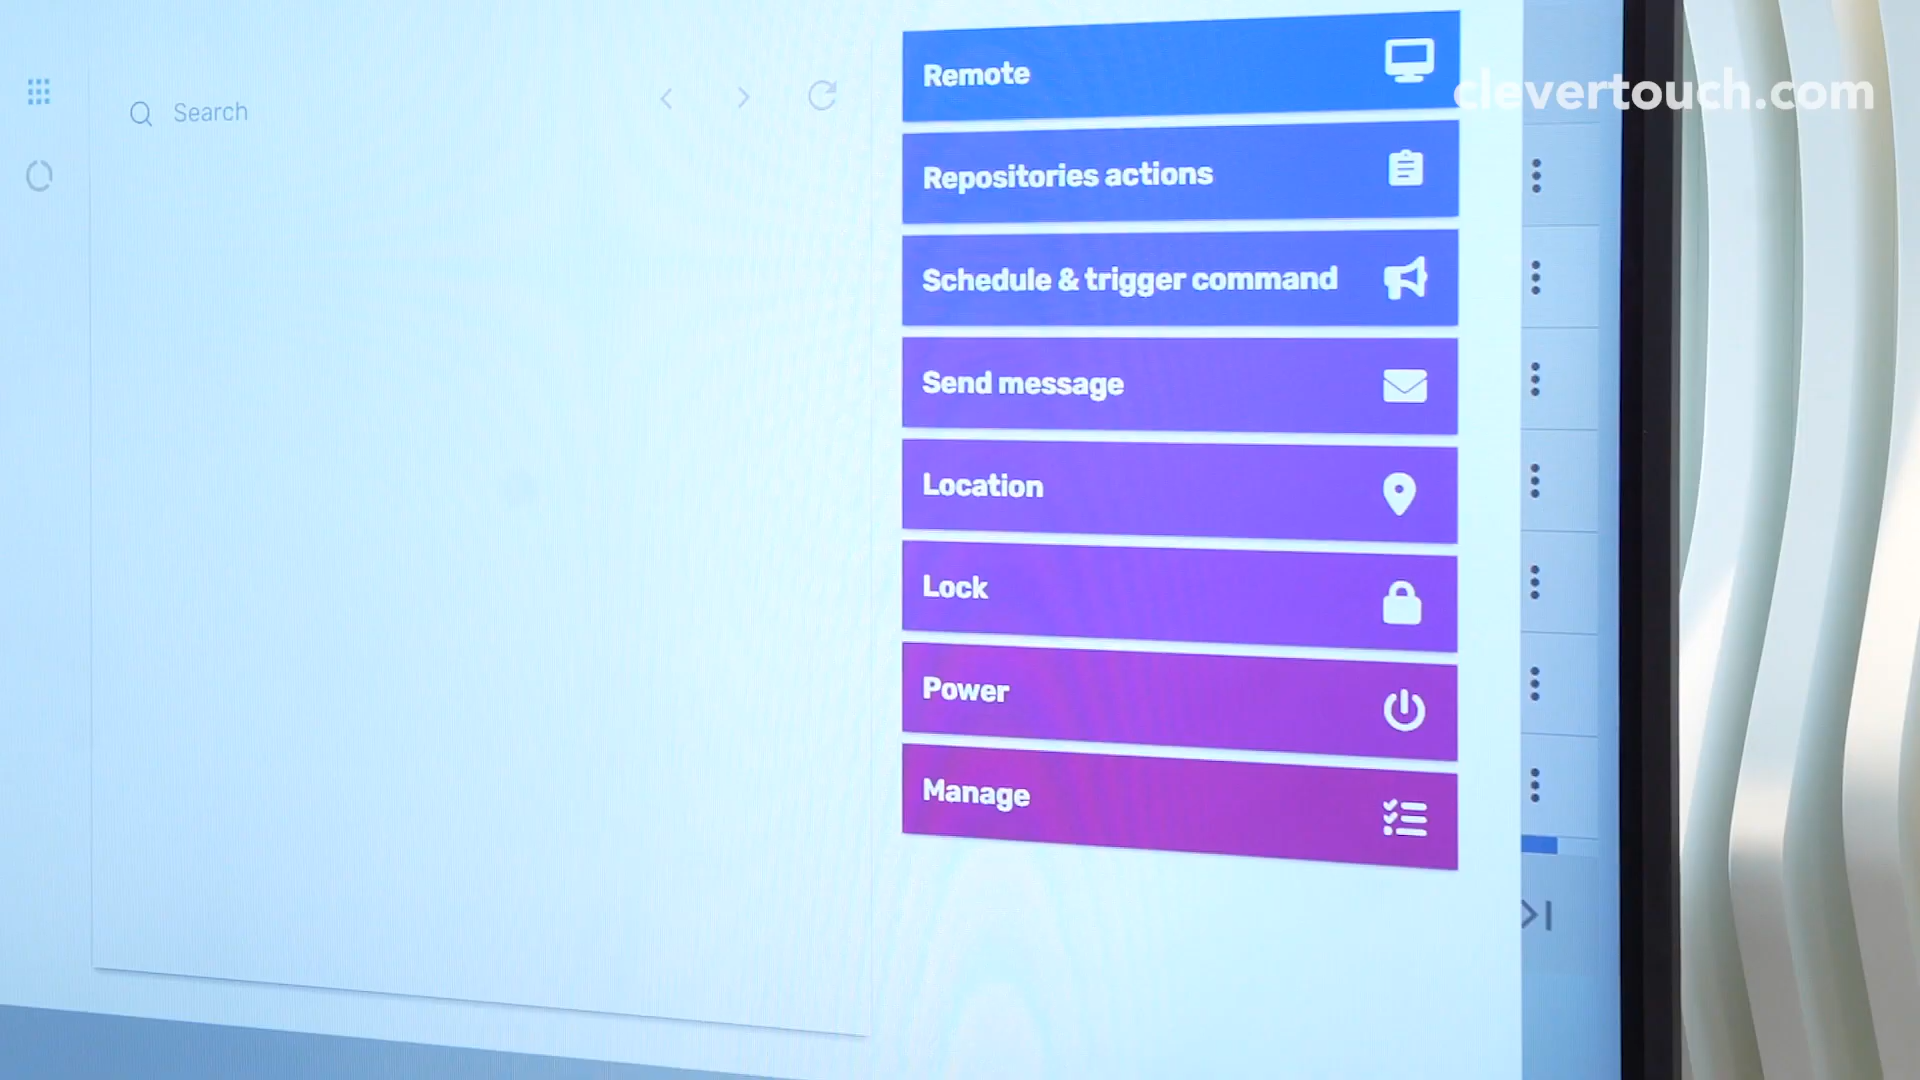 Search
Remote
clevertouch.com
Repositories actions
Schedule & trigger command
Send message
Location
Lock
Power
Manage